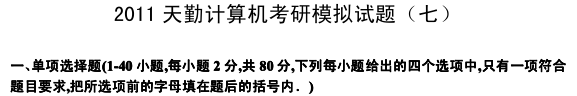 2011 天勤计算机考研模拟试题（七）
一、单项选择题(1-40 小题,每小题 2 分,共 80 分,下列每小题给出的四个选项中,只有一项符合
题目要求,把所选项前的字母填在题后的括号内．)